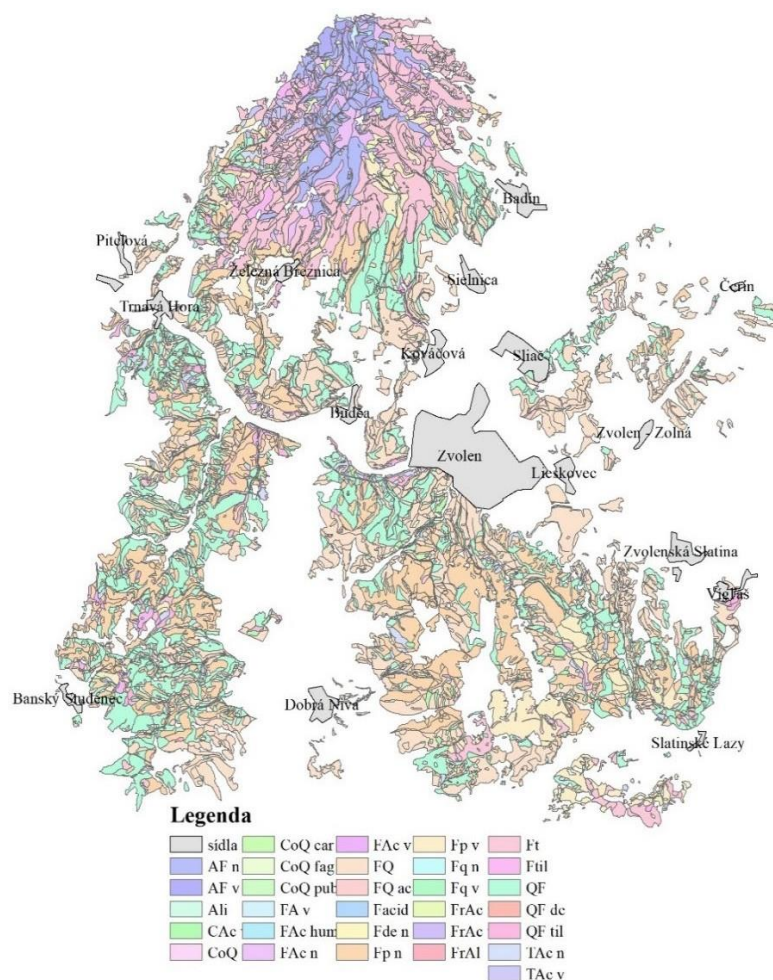 Badín
Pitelová
Železná Breznica
Sielnica
Čerín
Trnavá Hora
Kováčová
Sliač
Budča
Zvolen - Zolná
Zvolen
Lieskovec
Zvolenská Slatina
Vígľaš
Banský Studenec
Dobrá Niva
Slatinské Lazy
Legenda
sídla CoQ car FAc v Fp v Ft
AF n CoQ fag FQ Fq n Ftil
AF v CoQ pub FQ ac Fq v QF
Ali FA v Facid FrAc QF dc
CAc FAc hum Fde n FrAc QF til
CoQ FAc n Fp n FrAl TAc n
TAc v